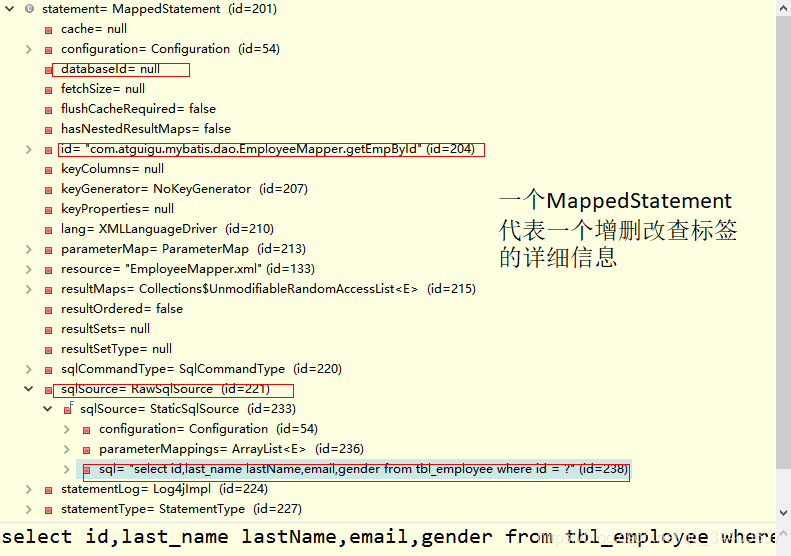 statement= MappedStatement (id=201)
cache= null
configuration= Configuration (id=54)
databaseId= null
fetchSize= null
flushCacheRequired= false
hasNestedResultMaps= false
id= "com.atguigu.mybatis.dao.EmployeeMapper.getEmpById" (id=204)
keyColumns= null
keyGenerator= NoKeyGenerator (id=207)
keyProperties= null
lang= XMLLanguageDriver (id=210)
parameterMap= ParameterMap (id=213)
resource= "EmployeeMapper.xml" (id=133)
resultMaps= Collections$UnmodifiableRandomAccessList<E> (id=215)
resultOrdered= false
resultSets= null
resultSetType= null
sqlCommandType= SqlCommandType (id=220)
sqlSource= RawSqlSource (id=221)
sqlSource= StaticSqlSource (id=233)
configuration= Configuration (id=54)
parameterMappings= ArrayList<E> (id=236)
sql= "select id,last_name lastName,email,gender from tbl_employee where id = ?" (id=238)
statementLog= Log4jImpl (id=224)
statementType= StatementType (id=227)
一个MappedStatement
代表一个增删改查标签
的详细信息
select id,last_name lastName,email,gender from tbl_employee where